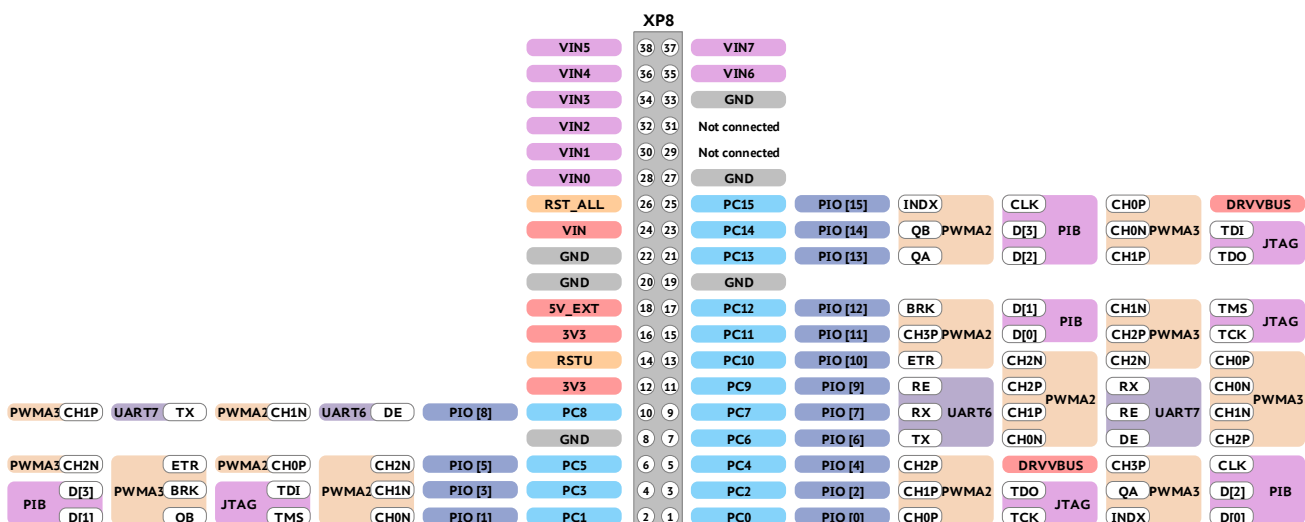 XP8
VIN5 38 37 VIN7
VIN4 36 35 VIN6
VIN3 34 33 GND
VIN2 32 31 Not connected
VIN1 30 29 Not connected
VIN0 28 27 GND
RST_ALL 26 25 PC15 PIO [15] INDX CLK CH0P DRVVBUS
VIN 24 23 PC14 PIO [14] QB PWMA2 D[3] PIB CH0N PWMA3 TDI JTAG
GND 22 21 PC13 PIO [13] QA D[2] CH1P TDO
GND 20 19 GND
5V_EXT 18 17 PC12 PIO [12] BRK D[1] PIB CH1N TMS JTAG
3V3 16 15 PC11 PIO [11] CH3P PWMA2 D[0] CH2P PWMA3 TCK
RSTU 14 13 PC10 PIO [10] ETR CH2N CH2N CH0P
3V3 12 11 PC9 PIO [9] RE CH2P PWMA2 RX CH0N PWMA3
PWMA3 CH1P UART7 TX PWMA2 CH1N UART6 DE PIO [8] PC8 10 9 PC7 PIO [7] RX UART6 CH1P RE UART7 CH1N
GND 8 7 PC6 PIO [6] TX CH0N DE CH2P
PWMA3 CH2N ETR PWMA2 CH0P CH2N PIO [5] PC5 6 5 PC4 PIO [4] CH2P DRVVBUS CH3P CLK
PIB D[3] PWMA3 BRK JTAG TDI PWMA2 CH1N PIO [3] PC3 4 3 PC2 PIO [2] CH1P PWMA2 TDO JTAG QA PWMA3 D[2] PIB
D[1] QB TMS CH0N PIO [1] PC1 2 1 PC0 PIO [0] CH0P TCK INDX D[0]